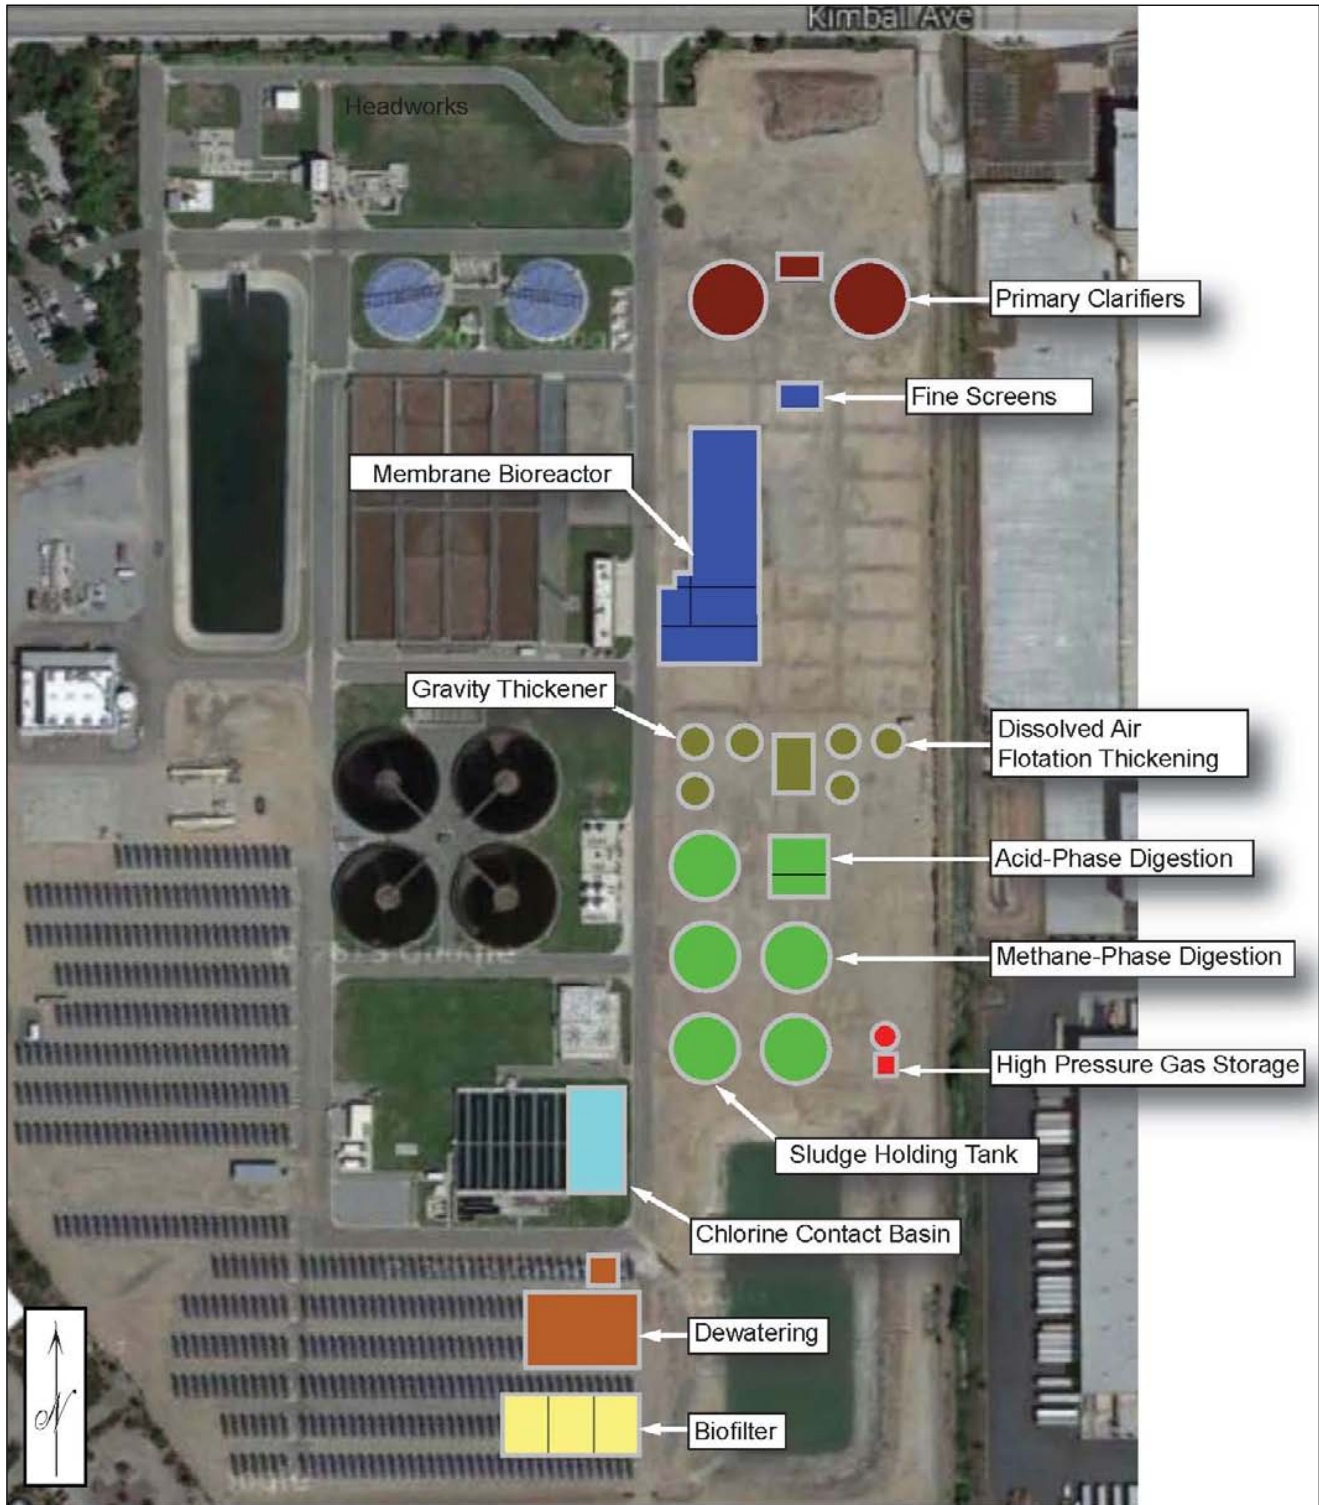 Kimball Ave
Headworks
Primary Clarifiers
Fine Screens
Membrane Bioreactor
Gravity Thickener
Dissolved Air
Flotation Thickening
Acid-Phase Digestion
Methane-Phase Digestion
High Pressure Gas Storage
Sludge Holding Tank
Chlorine Contact Basin
Dewatering
Biofilter
N